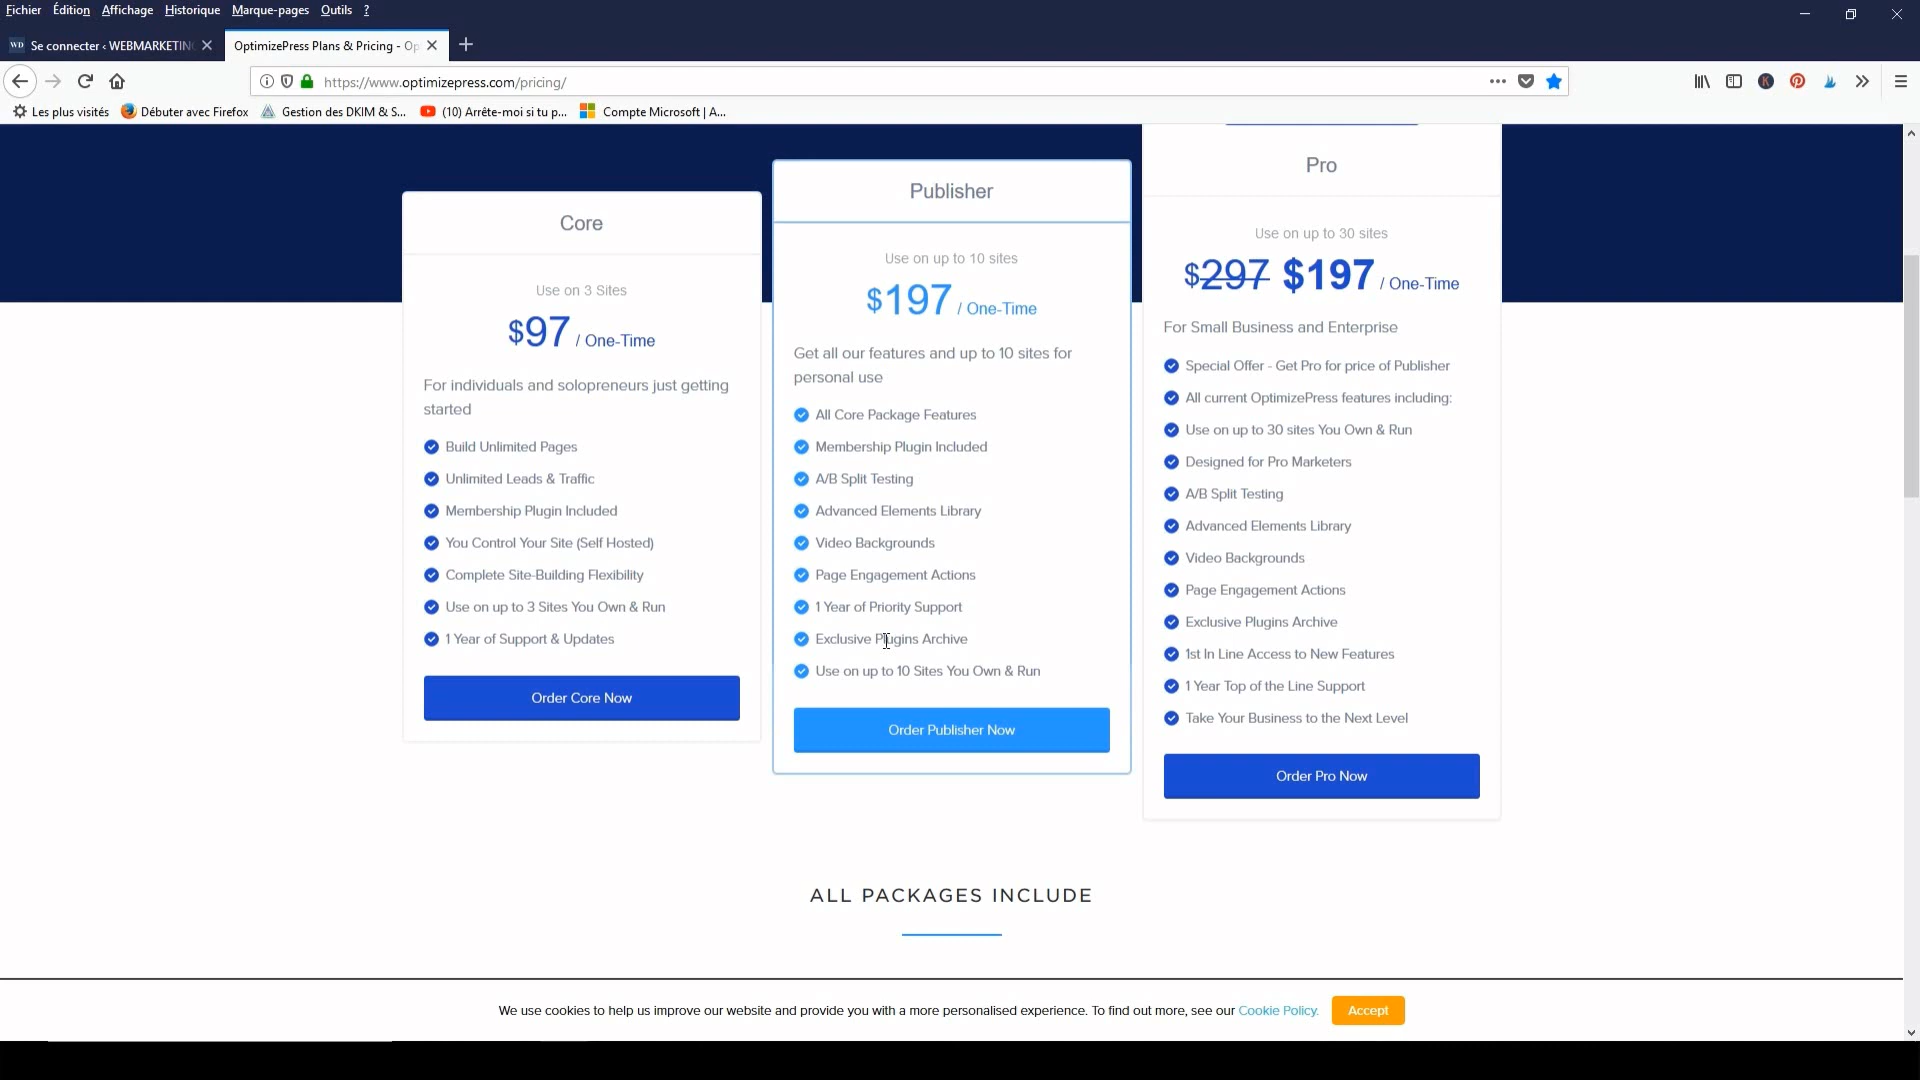 Fichier Édition Affichage Historique Marque-pages Outils ?
WD Se connecter ‹ WEBMARKETIN
OptimizePress Plans & Pricing - Op
https://www.optimizepress.com/pricing/
Les plus visités
Débuter avec Firefox
Gestion des DKIM & S...
(10) Arrête-moi si tu p...
Compte Microsoft | A...
Core
Use on 3 Sites
$97 / One-Time
For individuals and solopreneurs just getting
started
Build Unlimited Pages
Unlimited Leads & Traffic
Membership Plugin Included
You Control Your Site (Self Hosted)
Complete Site-Building Flexibility
Use on up to 3 Sites You Own & Run
1 Year of Support & Updates
Order Core Now
Publisher
Use on up to 10 sites
$197 / One-Time
Get all our features and up to 10 sites for
personal use
All Core Package Features
Membership Plugin Included
A/B Split Testing
Advanced Elements Library
Video Backgrounds
Page Engagement Actions
1 Year of Priority Support
Exclusive Plugins Archive
Use on up to 10 Sites You Own & Run
Order Publisher Now
Pro
Use on up to 30 sites
$297 $197 / One-Time
For Small Business and Enterprise
Special Offer - Get Pro for price of Publisher
All current OptimizePress features including:
Use on up to 30 sites You Own & Run
Designed for Pro Marketers
A/B Split Testing
Advanced Elements Library
Video Backgrounds
Page Engagement Actions
Exclusive Plugins Archive
1st In Line Access to New Features
1 Year Top of the Line Support
Take Your Business to the Next Level
Order Pro Now
ALL PACKAGES INCLUDE
We use cookies to help us improve our website and provide you with a more personalised experience. To find out more, see our Cookie Policy.
Accept